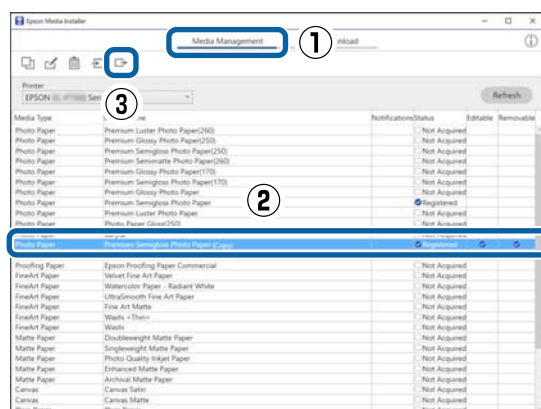 Epson Media Installer
Media Management
nload
1
3
Printer
EPSON
Refresh
Media Type
Notifications Status Editable Removable
Photo Paper Premium Luster Photo Paper(260) Not Acquired
Photo Paper Premium Glossy Photo Paper(250) Not Acquired
Photo Paper Premium Semigloss Photo Paper(250) Not Acquired
Photo Paper Premium Semimatte Photo Paper(260) Not Acquired
Photo Paper Premium Glossy Photo Paper(170) Not Acquired
Photo Paper Premium Semigloss Photo Paper(170) Not Acquired
Photo Paper Premium Glossy Photo Paper Not Acquired
Photo Paper Premium Semigloss Photo Paper Registered
Photo Paper Premium Luster Photo Paper Not Acquired
Photo Paper Photo Paper Gloss(250) Not Acquired
2
Photo Paper Premium Semigloss Photo Paper (Copy) Registered
Proofing Paper Epson Proofing Paper Commercial Not Acquired
FineArt Paper Velvet Fine Art Paper Not Acquired
FineArt Paper Watercolor Paper - Radiant White Not Acquired
FineArt Paper UltraSmooth Fine Art Paper Not Acquired
FineArt Paper Fine Art Matte Not Acquired
FineArt Paper Washi <Thin> Not Acquired
FineArt Paper Washi Not Acquired
Matte Paper Doubleweight Matte Paper Not Acquired
Matte Paper Singleweight Matte Paper Not Acquired
Matte Paper Photo Quality Inkjet Paper Not Acquired
Matte Paper Enhanced Matte Paper Not Acquired
Matte Paper Archival Matte Paper Not Acquired
Canvas Canvas Satin Not Acquired
Canvas Canvas Matte Not Acquired